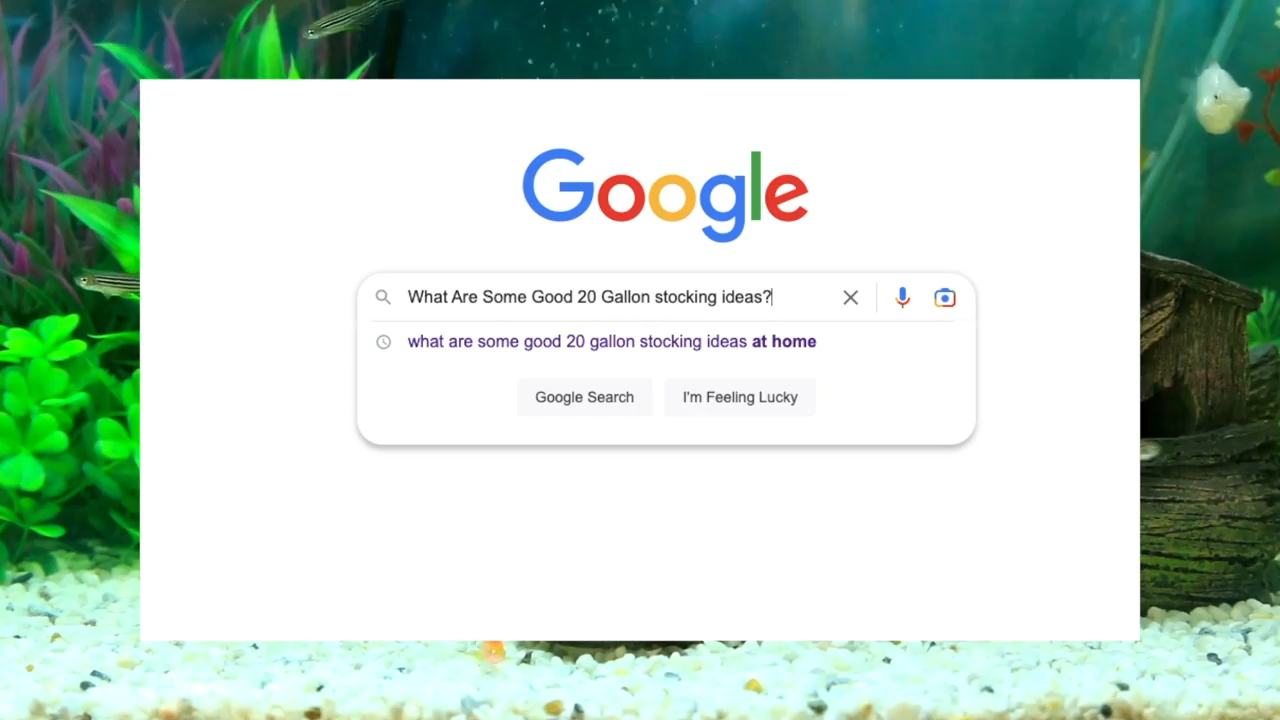 Google
What Are Some Good 20 Gallon stocking ideas?
what are some good 20 gallon stocking ideas at home
Google Search
I'm Feeling Lucky